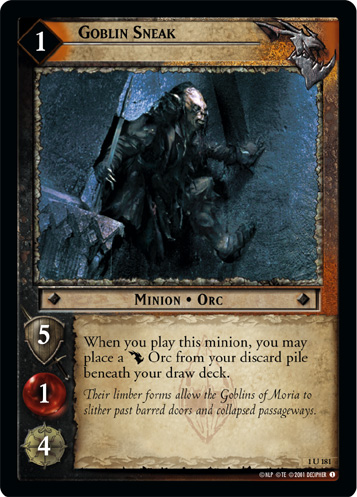 1
Goblin Sneak
Minion • Orc
5
When you play this minion, you may
place a Orc from your discard pile
beneath your draw deck.
1
Their limber forms allow the Goblins of Moria to
slither past barred doors and collapsed passageways.
4
1 U 181
©NLP ™TE ©2001 DECIPHER